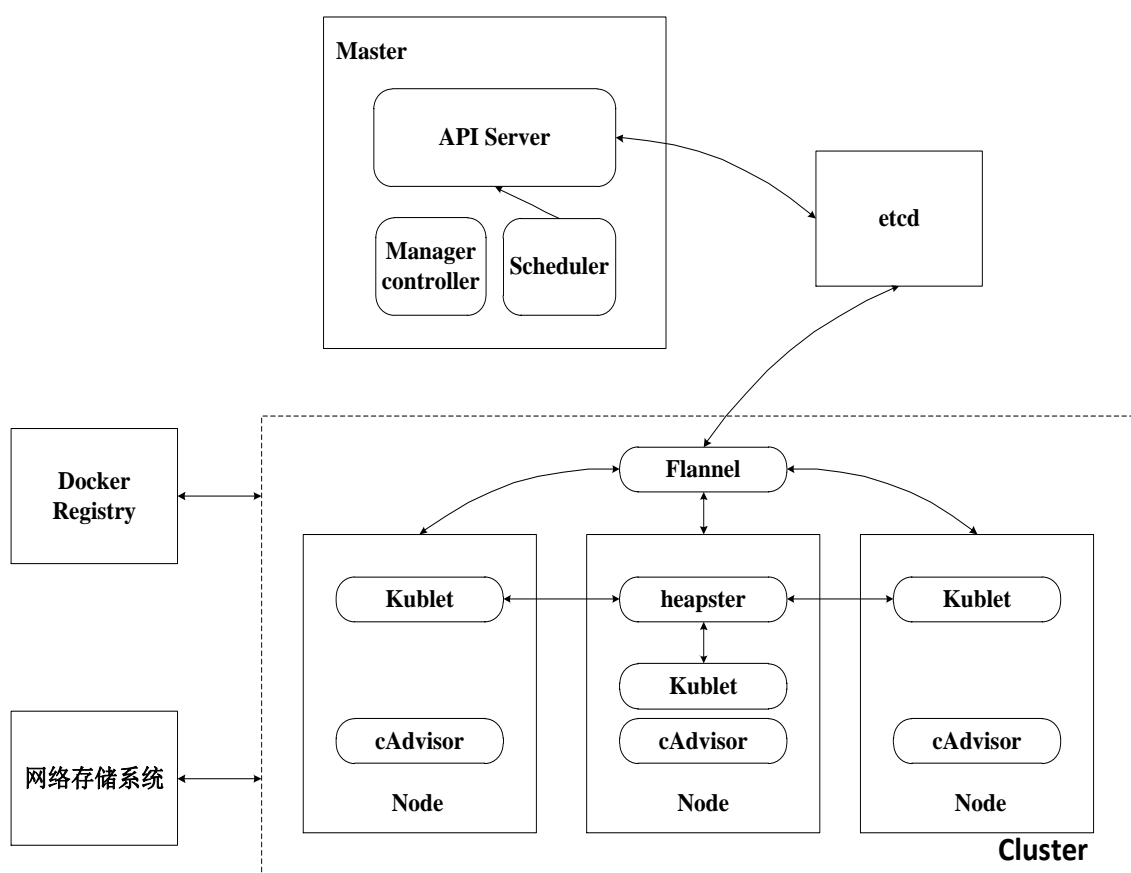 Master
API Server
Manager
controller
Scheduler
etcd
Docker
Registry
Flannel
Kublet
heapster
Kublet
Kublet
cAdvisor
cAdvisor
cAdvisor
网络存储系统
Node
Node
Node
Cluster